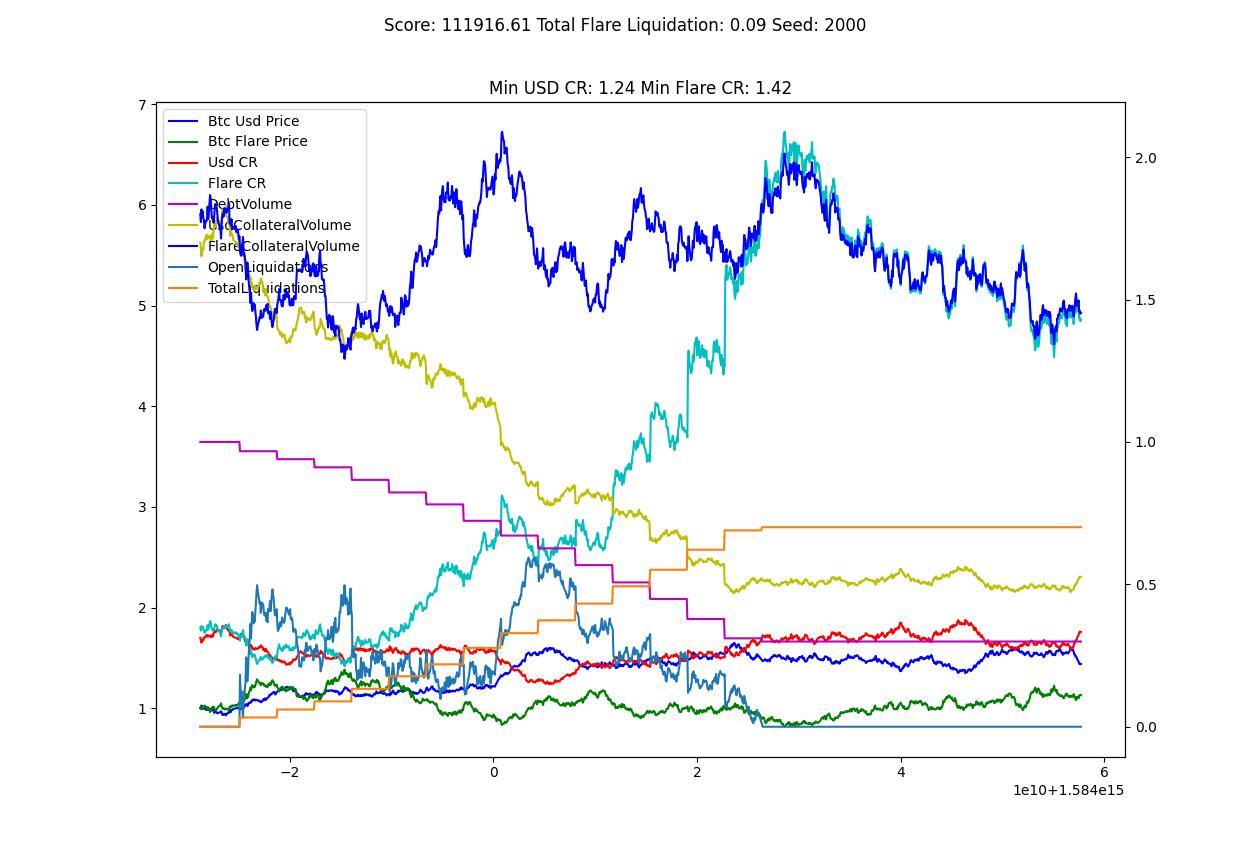 Score: 111916.61 Total Flare Liquidation: 0.09 Seed: 2000
Min USD CR: 1.24 Min Flare CR: 1.42
Btc Usd Price
Btc Flare Price
Usd CR
Flare CR
DebtVolume
UsdCollateralVolume
FlareCollateralVolume
OpenLiquidations
TotalLiquidations
7
6
5
4
3
2
1
2.0
1.5
1.0
0.5
0.0
−2
0
2
4
6
1e10+1.584e15